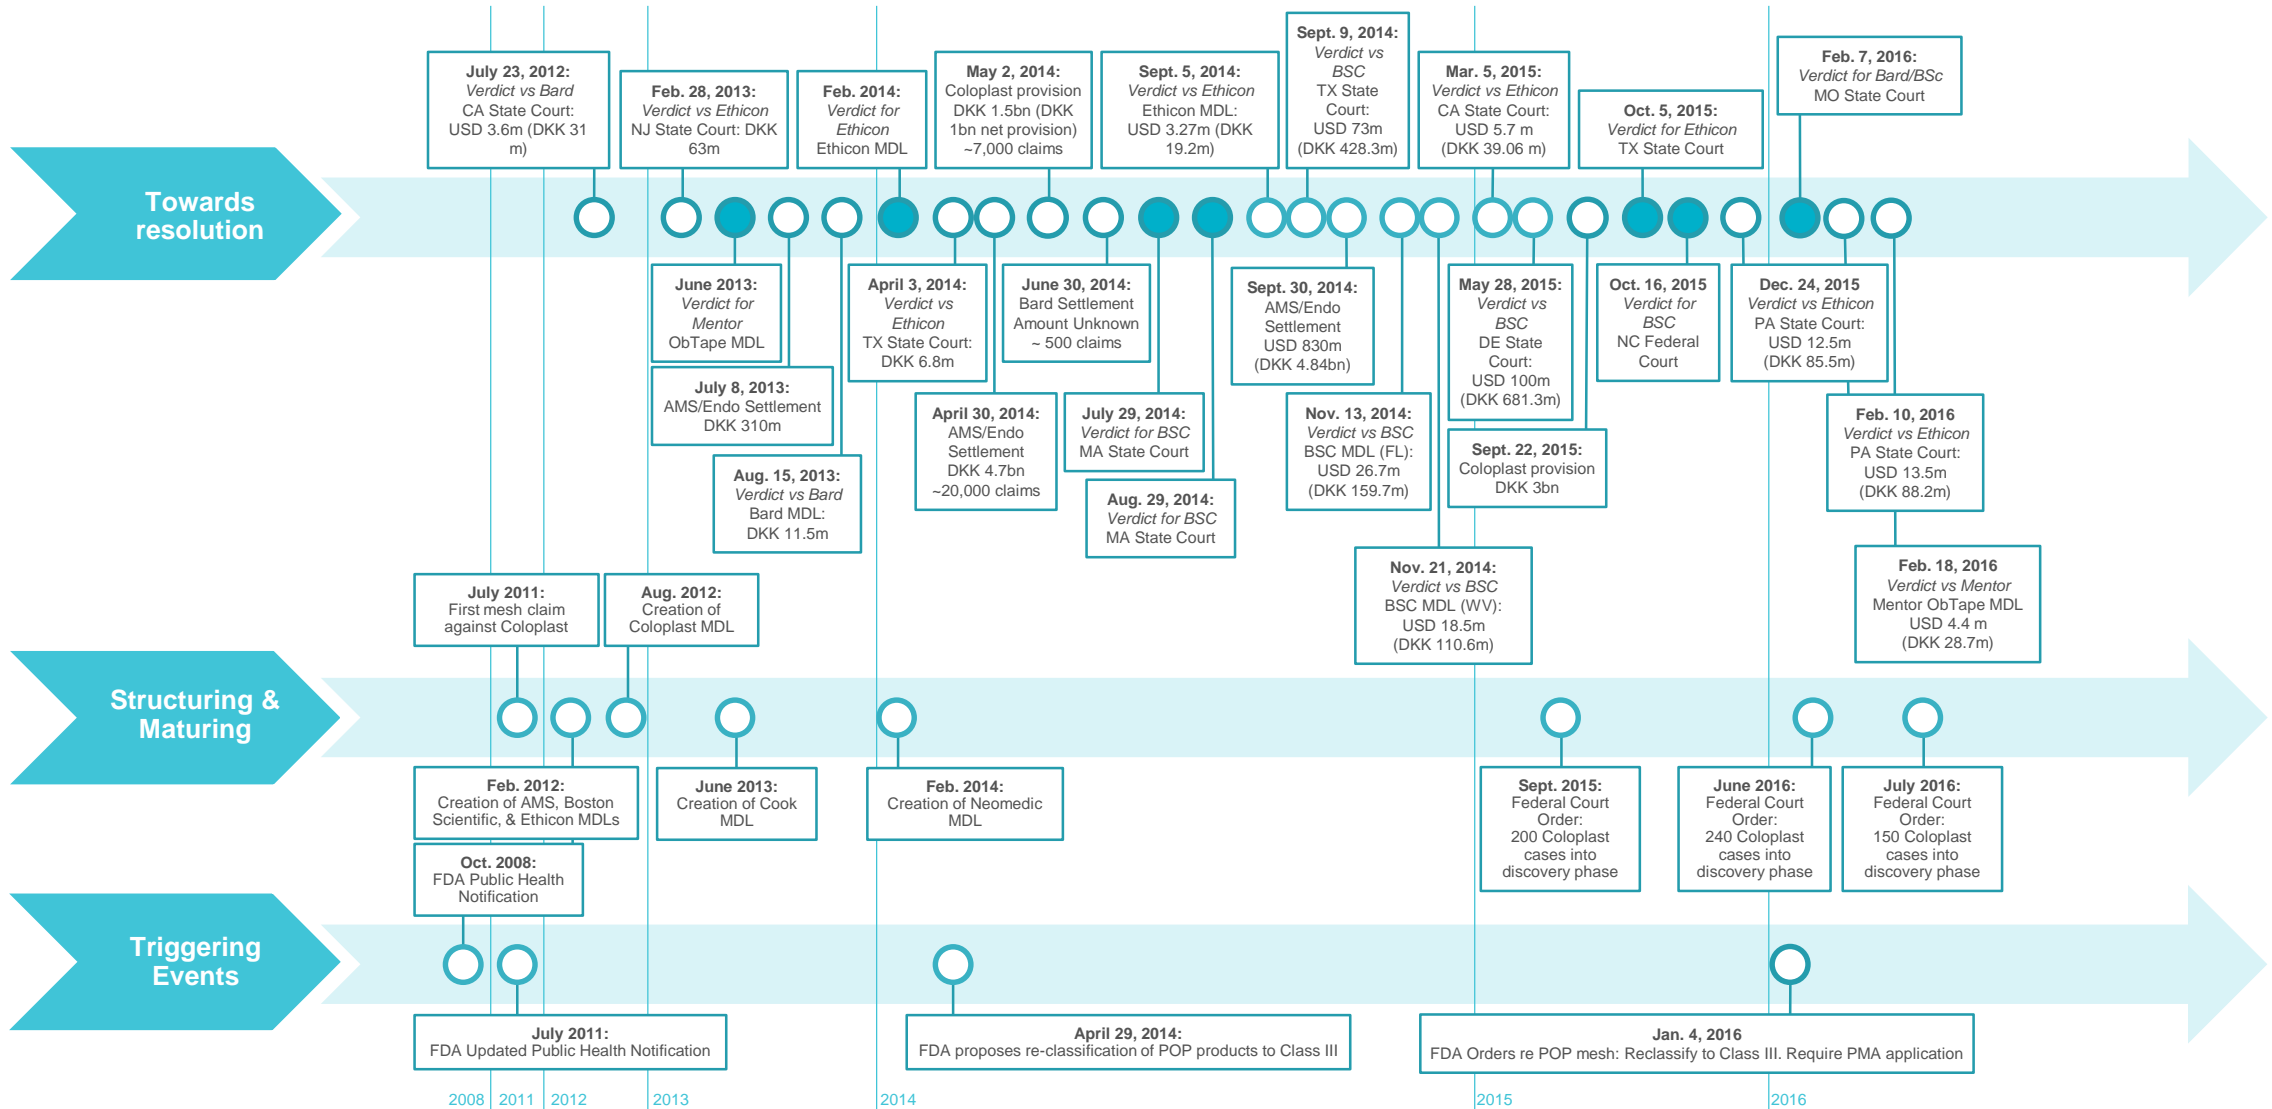 Towards
resolution
July 23, 2012:
Verdict vs Bard
CA State Court:
USD 3.6m (DKK 31
m)
Feb. 28, 2013:
Verdict vs Ethicon
NJ State Court: DKK
63m
Feb. 2014:
Verdict for
Ethicon
Ethicon MDL
May 2, 2014:
Coloplast provision
DKK 1.5bn (DKK
1bn net provision)
~7,000 claims
Sept. 5, 2014:
Verdict vs Ethicon
Ethicon MDL:
USD 3.27m (DKK
19.2m)
Sept. 9, 2014:
Verdict vs
BSC
TX State
Court:
USD 73m
(DKK 428.3m)
Mar. 5, 2015:
Verdict vs Ethicon
CA State Court:
USD 5.7 m
(DKK 39.06 m)
Oct. 5, 2015:
Verdict for Ethicon
TX State Court
Feb. 7, 2016:
Verdict for Bard/BSc
MO State Court
June 2013:
Verdict for
Mentor
ObTape MDL
July 8, 2013:
AMS/Endo Settlement
DKK 310m
Aug. 15, 2013:
Verdict vs Bard
Bard MDL:
DKK 11.5m
April 3, 2014:
Verdict vs
Ethicon
TX State Court:
DKK 6.8m
April 30, 2014:
AMS/Endo
Settlement
DKK 4.7bn
~20,000 claims
June 30, 2014:
Bard Settlement
Amount Unknown
~ 500 claims
July 29, 2014:
Verdict for BSC
MA State Court
Aug. 29, 2014:
Verdict for BSC
MA State Court
Sept. 30, 2014:
AMS/Endo
Settlement
USD 830m
(DKK 4.84bn)
Nov. 13, 2014:
Verdict vs BSC
BSC MDL (FL):
USD 26.7m
(DKK 159.7m)
Nov. 21, 2014:
Verdict vs BSC
BSC MDL (WV):
USD 18.5m
(DKK 110.6m)
May 28, 2015:
Verdict vs
BSC
DE State
Court:
USD 100m
(DKK 681.3m)
Sept. 22, 2015:
Coloplast provision
DKK 3bn
Oct. 16, 2015
Verdict for
BSC
NC Federal
Court
Dec. 24, 2015
Verdict vs Ethicon
PA State Court:
USD 12.5m
(DKK 85.5m)
Feb. 10, 2016
Verdict vs Ethicon
PA State Court:
USD 13.5m
(DKK 88.2m)
Feb. 18, 2016
Verdict vs Mentor
Mentor ObTape MDL
USD 4.4 m
(DKK 28.7m)
Structuring &
Maturing
July 2011:
First mesh claim
against Coloplast
Aug. 2012:
Creation of
Coloplast MDL
Feb. 2012:
Creation of AMS, Boston
Scientific, & Ethicon MDLs
June 2013:
Creation of Cook
MDL
Feb. 2014:
Creation of Neomedic
MDL
Sept. 2015:
Federal Court
Order:
200 Coloplast
cases into
discovery phase
June 2016:
Federal Court
Order:
240 Coloplast
cases into
discovery phase
July 2016:
Federal Court
Order:
150 Coloplast
cases into
discovery phase
Triggering
Events
Oct. 2008:
FDA Public Health
Notification
July 2011:
FDA Updated Public Health Notification
April 29, 2014:
FDA proposes re-classification of POP products to Class III
Jan. 4, 2016
FDA Orders re POP mesh: Reclassify to Class III. Require PMA application
2008
2011
2012
2013
2014
2015
2016